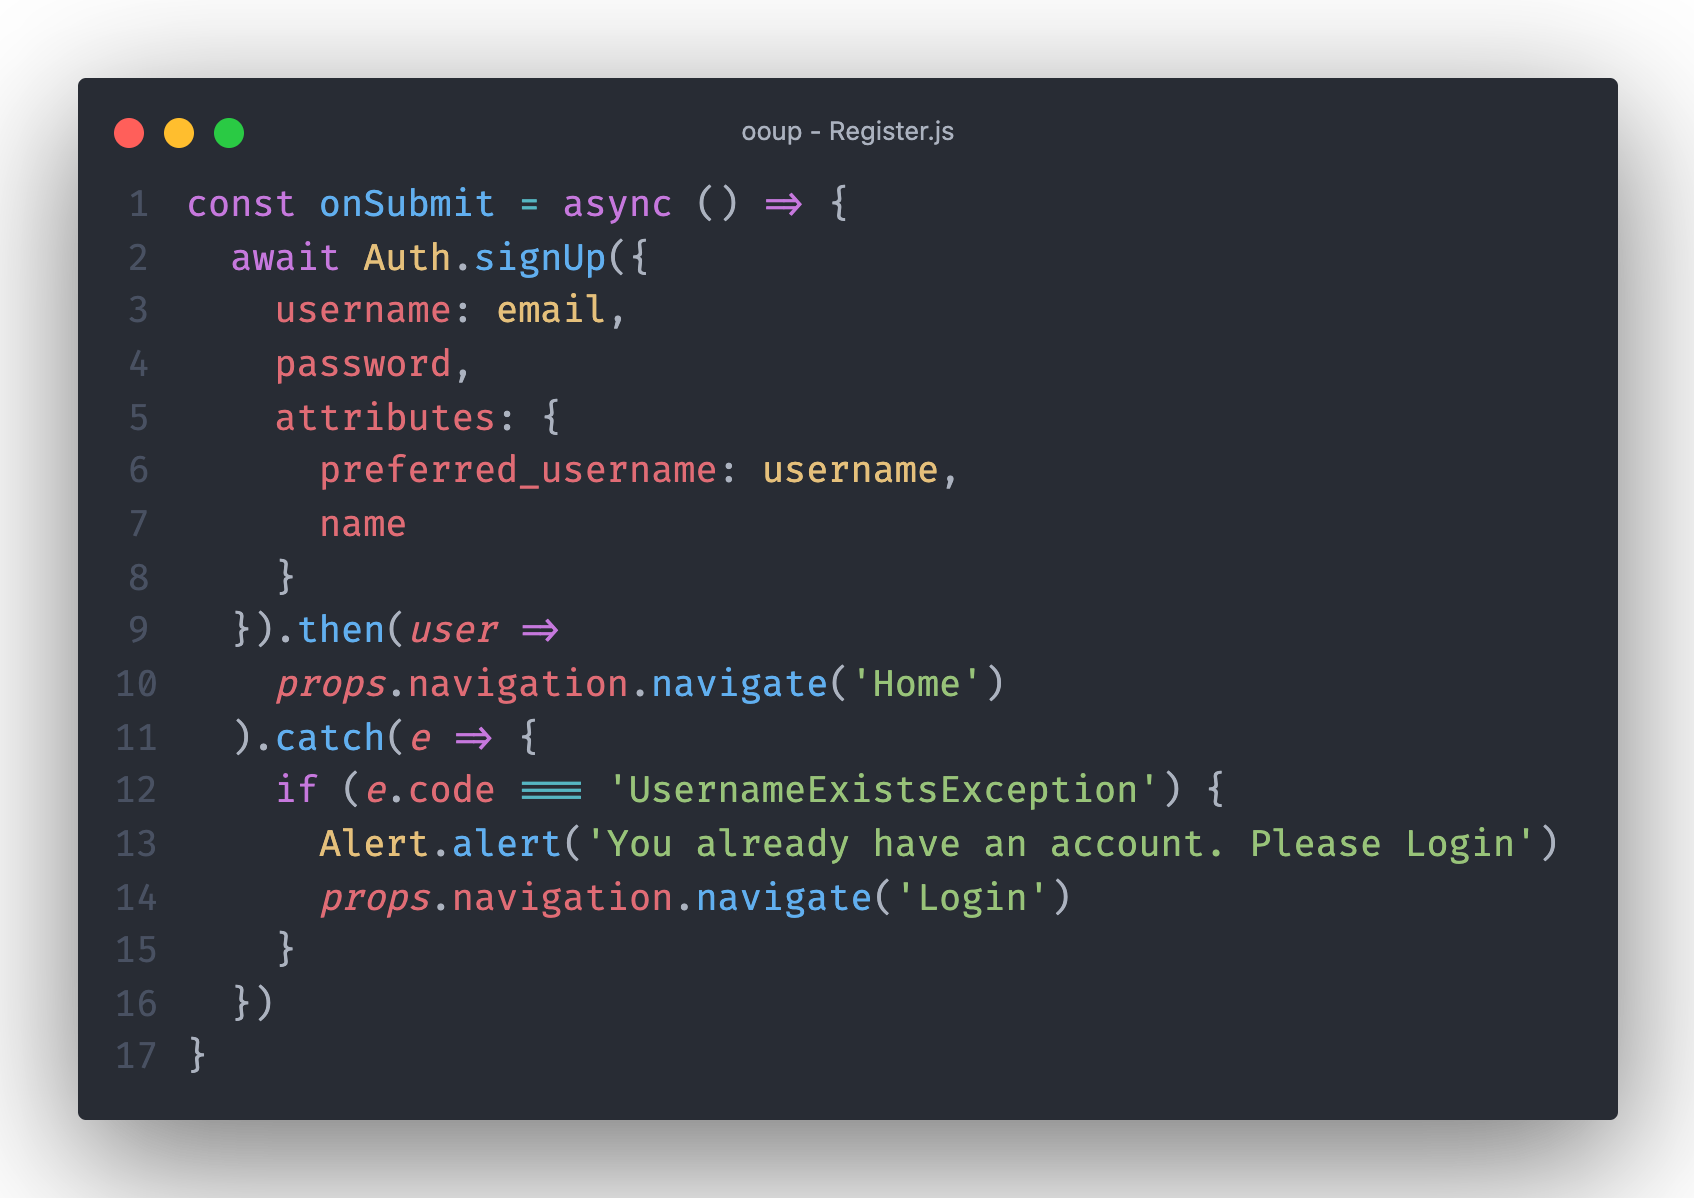 ooup - Register.js
1 const onSubmit = async () => {
2   await Auth.signUp({
3     username: email,
4     password,
5     attributes: {
6       preferred_username: username,
7       name
8     }
9   }).then(user =>
10     props.navigation.navigate('Home')
11   ).catch(e => {
12     if (e.code === 'UsernameExistsException') {
13       Alert.alert('You already have an account. Please Login')
14       props.navigation.navigate('Login')
15     }
16   })
17 }